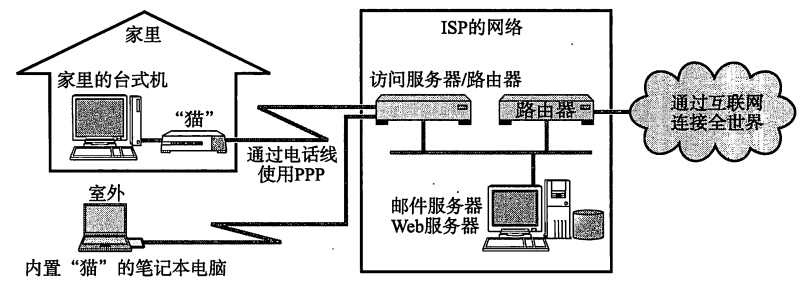 家里
家里的台式机
“猫”
通过电话线
使用PPP
室外
内置“猫”的笔记本电脑
ISP的网络
访问服务器/路由器
路由器
邮件服务器
Web服务器
通过互联网
连接全世界